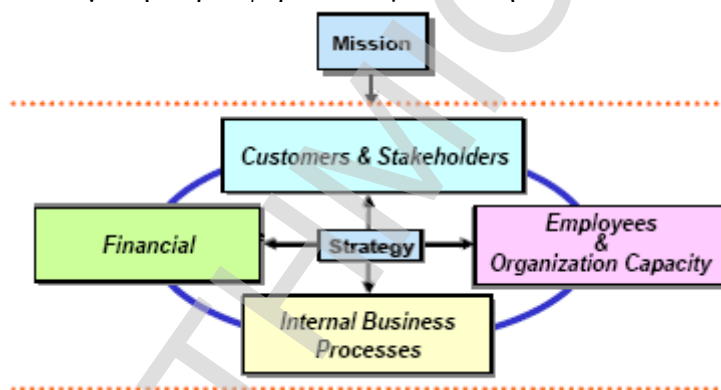 Mission
Customers & Stakeholders
Financial
Strategy
Employees
&
Organization Capacity
Internal Business
Processes